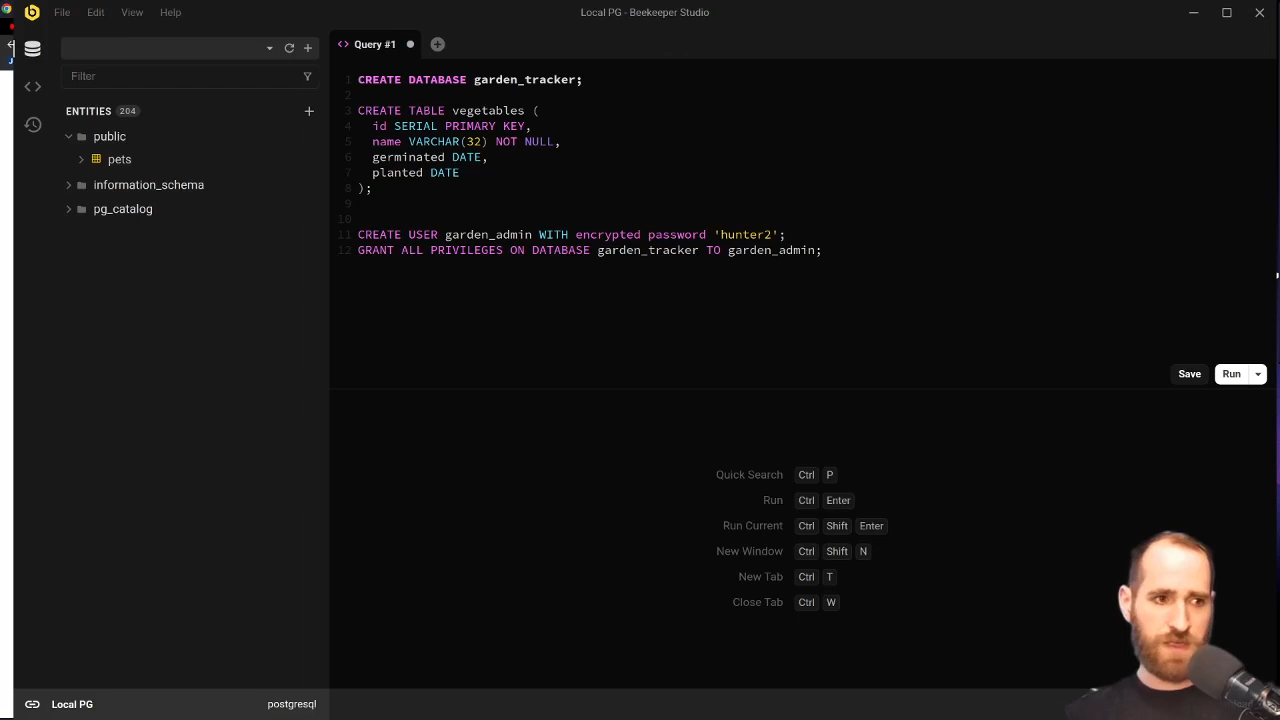 File Edit View Help
Local PG - Beekeeper Studio
Query #1
Filter
ENTITIES 204
public
pets
information_schema
pg_catalog
1 CREATE DATABASE garden_tracker;
2
3 CREATE TABLE vegetables (
4 id SERIAL PRIMARY KEY,
5 name VARCHAR(32) NOT NULL,
6 germinated DATE,
7 planted DATE
8 );
9
10
11 CREATE USER garden_admin WITH encrypted password 'hunter2';
12 GRANT ALL PRIVILEGES ON DATABASE garden_tracker TO garden_admin;
Save Run
Quick Search Ctrl P
Run Ctrl Enter
Run Current Ctrl Shift Enter
New Window Ctrl Shift N
New Tab Ctrl T
Close Tab Ctrl W
Local PG postgresql